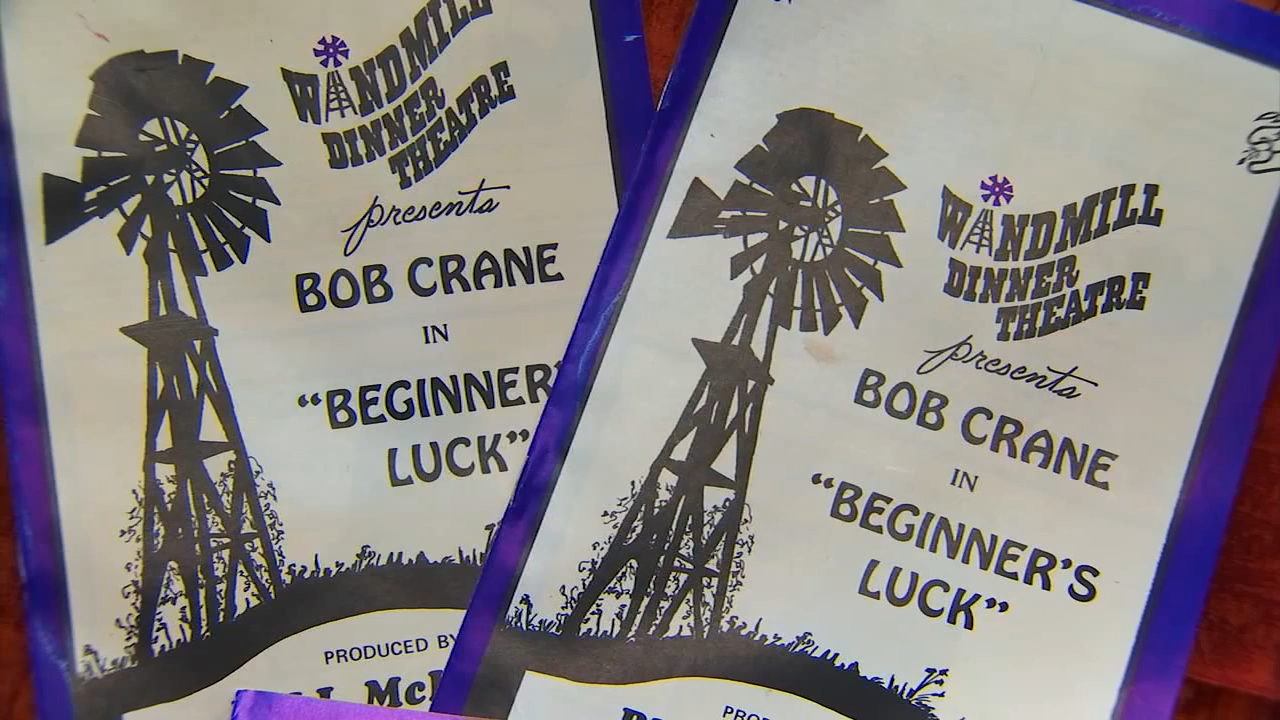 WINDMILL
DINNER
THEATRE
presents
BOB CRANE
IN
"BEGINNER'
LUCK"
PRODUCED BY
WINDMILL
DINNER
THEATRE
presents
BOB CRANE
IN
"BEGINNER'S
LUCK"